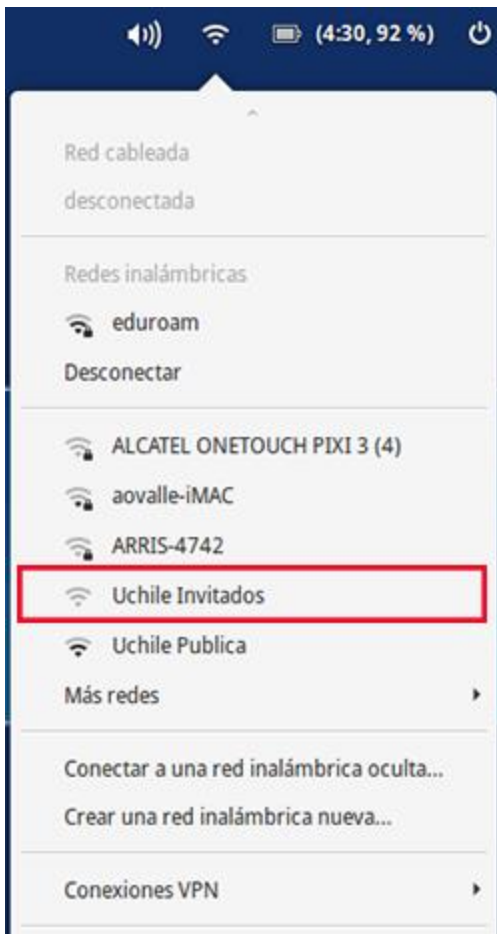 (4:30, 92 %)
Red cableada
desconectada
Redes inalámbricas
eduroam
Desconectar
ALCATEL ONETOUCH PIXI 3 (4)
aovalle-iMAC
ARRIS-4742
Uchile Invitados
Uchile Publica
Más redes
Conectar a una red inalámbrica oculta...
Crear una red inalámbrica nueva...
Conexiones VPN